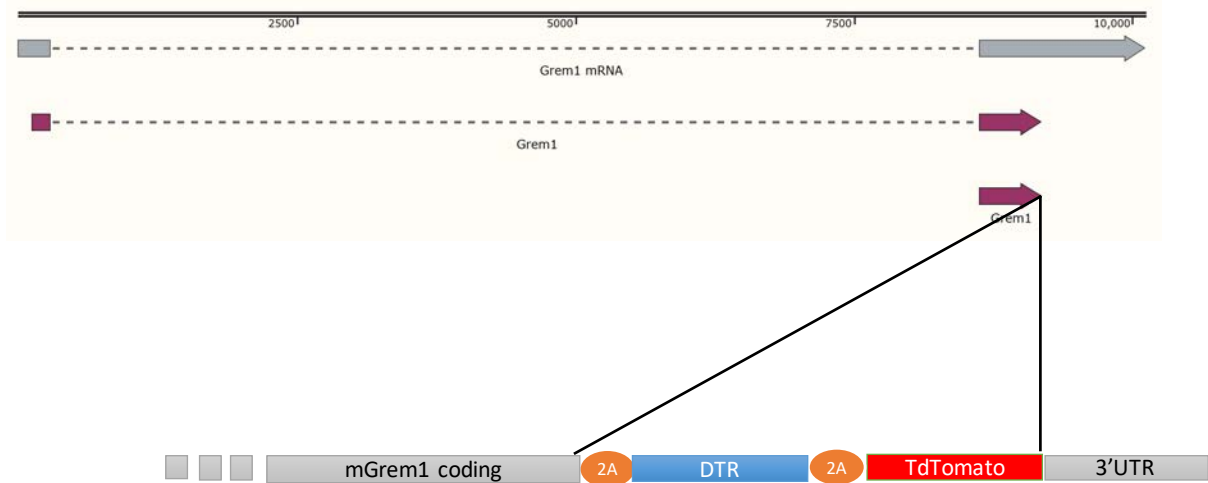 2500 5000 7500 10,000
Grem1 mRNA
Grem1
Grem1
mGrem1 coding 2A DTR 2A TdTomato 3'UTR